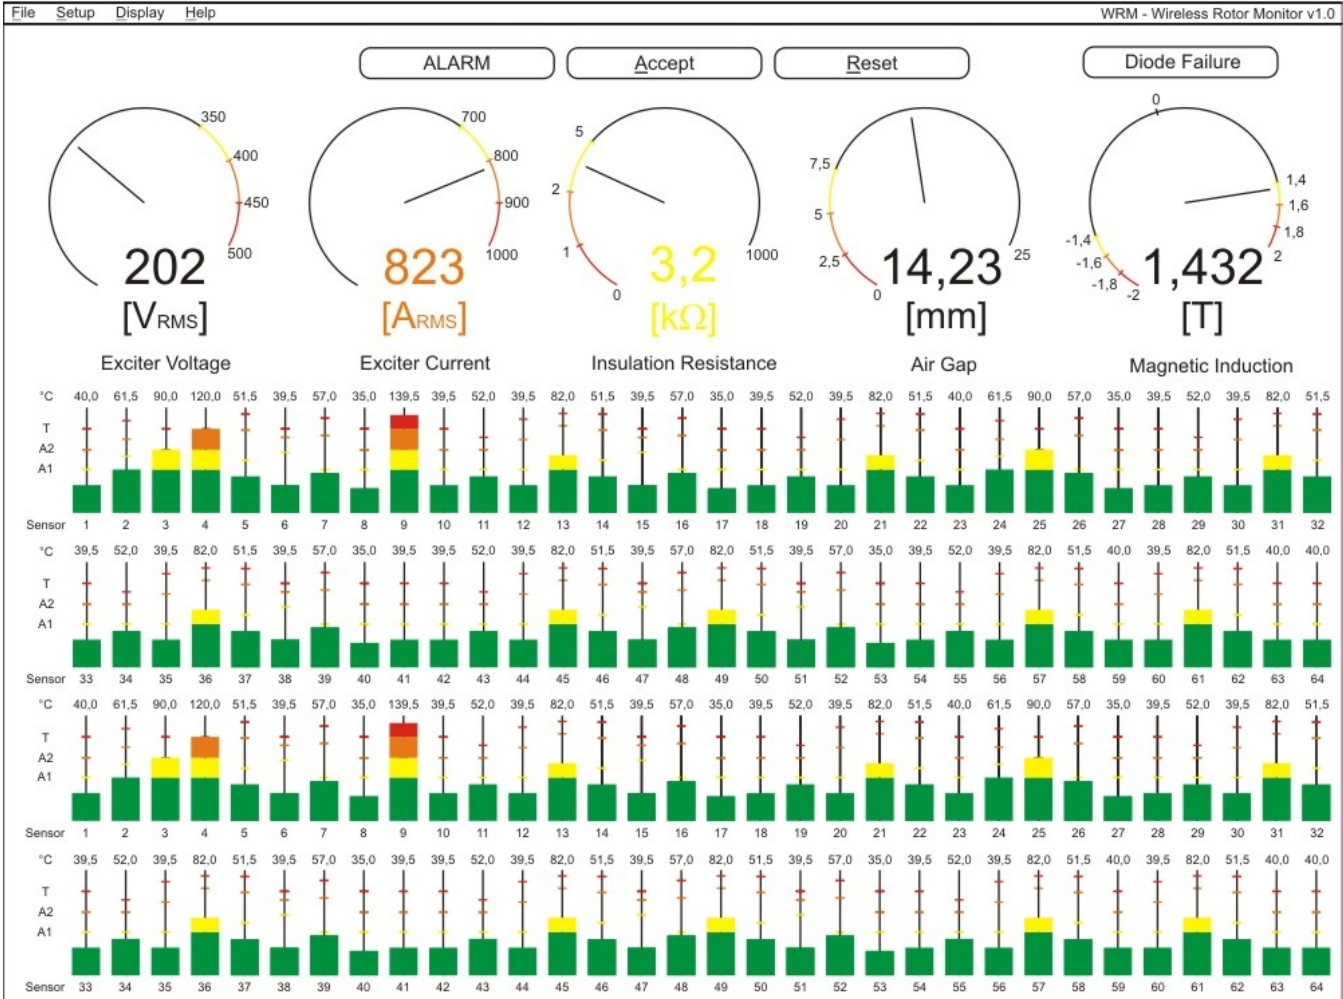 File Setup Display Help WRM - Wireless Rotor Monitor v1.0
ALARM Accept Reset Diode Failure
350 400 450 500
202
[VRMS]
Exciter Voltage
700 800 900 1000
823
[ARMS]
Exciter Current
5 2 1 0 1000
3,2
[kΩ]
Insulation Resistance
7,5 5 2,5 0 25
14,23
[mm]
Air Gap
0 1,4 1,6 1,8 2 -1,4 -1,6 -1,8 -2
1,432
[T]
Magnetic Induction
°C 40,0 61,5 90,0 120,0 51,5 39,5 57,0 35,0 139,5 39,5 52,0 39,5 82,0 51,5 39,5 57,0 35,0 39,5 52,0 39,5 82,0 51,5 40,0 61,5 90,0 57,0 35,0 39,5 52,0 39,5 82,0 51,5
T
A2
A1
Sensor 1 2 3 4 5 6 7 8 9 10 11 12 13 14 15 16 17 18 19 20 21 22 23 24 25 26 27 28 29 30 31 32
°C 39,5 52,0 39,5 82,0 51,5 39,5 57,0 35,0 39,5 39,5 52,0 39,5 82,0 51,5 39,5 57,0 82,0 51,5 39,5 57,0 35,0 39,5 52,0 39,5 82,0 51,5 40,0 39,5 82,0 51,5 40,0 40,0
T
A2
A1
Sensor 33 34 35 36 37 38 39 40 41 42 43 44 45 46 47 48 49 50 51 52 53 54 55 56 57 58 59 60 61 62 63 64
°C 40,0 61,5 90,0 120,0 51,5 39,5 57,0 35,0 139,5 39,5 52,0 39,5 82,0 51,5 39,5 57,0 35,0 39,5 52,0 39,5 82,0 51,5 40,0 61,5 90,0 57,0 35,0 39,5 52,0 39,5 82,0 51,5
T
A2
A1
Sensor 1 2 3 4 5 6 7 8 9 10 11 12 13 14 15 16 17 18 19 20 21 22 23 24 25 26 27 28 29 30 31 32
°C 39,5 52,0 39,5 82,0 51,5 39,5 57,0 35,0 39,5 39,5 52,0 39,5 82,0 51,5 39,5 57,0 82,0 51,5 39,5 57,0 35,0 39,5 52,0 39,5 82,0 51,5 40,0 39,5 82,0 51,5 40,0 40,0
T
A2
A1
Sensor 33 34 35 36 37 38 39 40 41 42 43 44 45 46 47 48 49 50 51 52 53 54 55 56 57 58 59 60 61 62 63 64